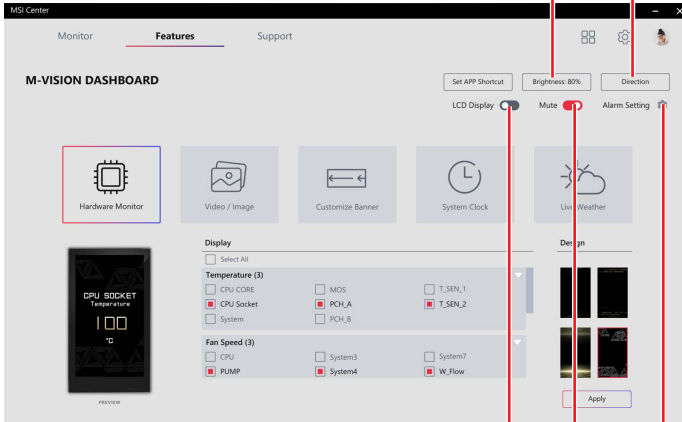 MSI Center
Monitor Features Support
M-VISION DASHBOARD
Set APP Shortcut Brightness: 80% Direction
LCD Display Mute Alarm Setting
Hardware Monitor Video / Image Customize Banner System Clock Live Weather
Display Design
Select All
Temperature (3)
CPU CORE MOS T_SEN_1
CPU Socket PCH_A T_SEN_2
System PCH_B
Fan Speed (3)
CPU System3 System7
PUMP System4 W_Flow
CPU SOCKET
Temperature
100
°C
PREVIEW
Apply